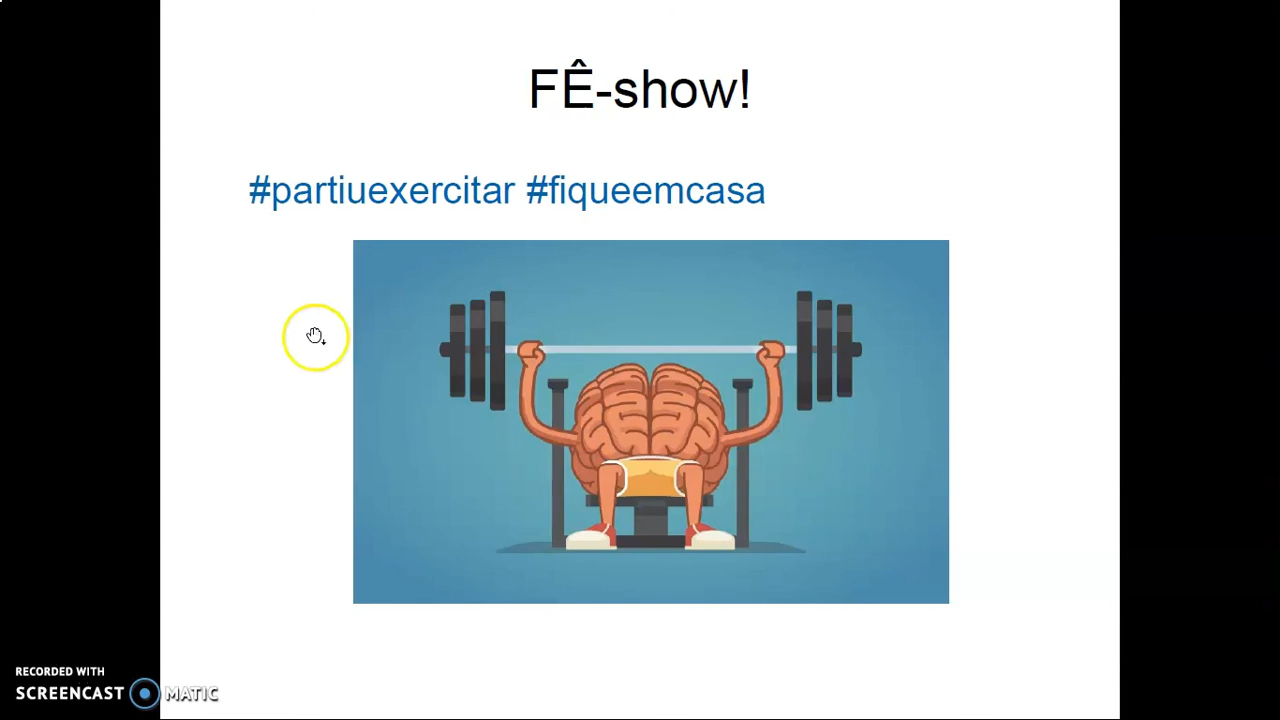 FÊ-show!
#partiuexercitar #fiqueemcasa
RECORDED WITH
SCREENCAST MATIC